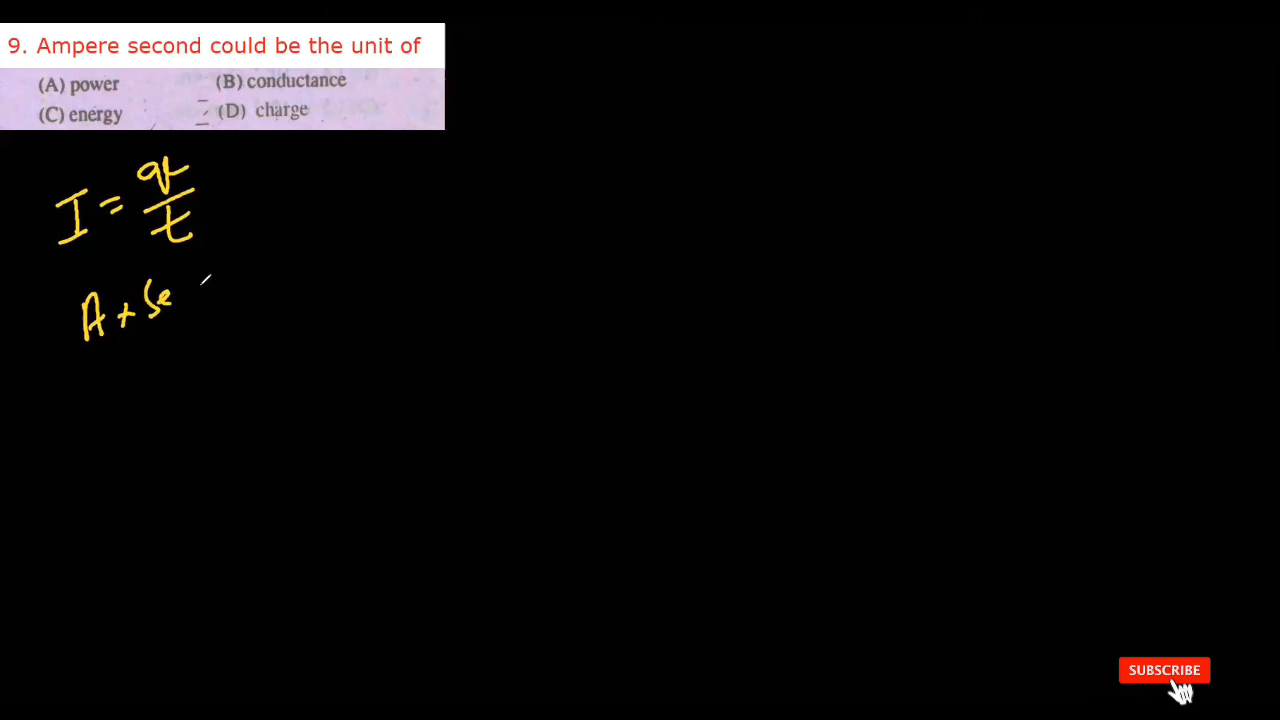 9. Ampere second could be the unit of
(A) power (B) conductance
(C) energy (D) charge
I = q/t
A + Se
SUBSCRIBE